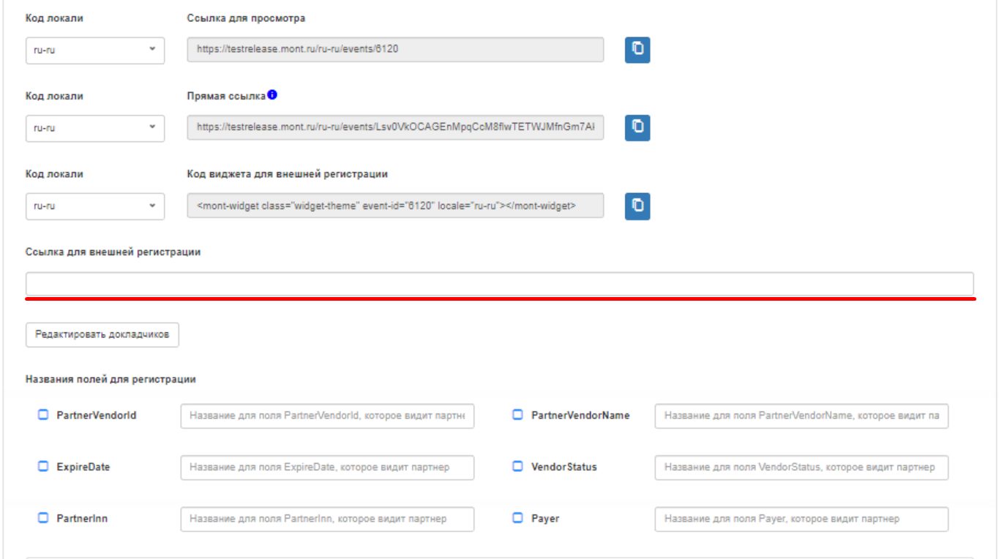 Код локали Ссылка для просмотра
ru-ru https://testrelease.mont.ru/ru-ru/events/6120
Код локали Прямая ссылка
ru-ru https://testrelease.mont.ru/ru-ru/events/Lsv0VkOCAGEnMpqCcM8flwTETWJMfnGm7Al
Код локали Код виджета для внешней регистрации
ru-ru <mont-widget class="widget-theme" event-id="6120" locale="ru-ru"></mont-widget>
Ссылка для внешней регистрации
Редактировать докладчиков
Названия полей для регистрации
PartnerVendorId Название для поля PartnerVendorId, которое видит партне PartnerVendorName Название для поля PartnerVendorName, которое видит па
ExpireDate Название для поля ExpireDate, которое видит партнер VendorStatus Название для поля VendorStatus, которое видит партнер
PartnerInn Название для поля PartnerInn, которое видит партнер Payer Название для поля Payer, которое видит партнер